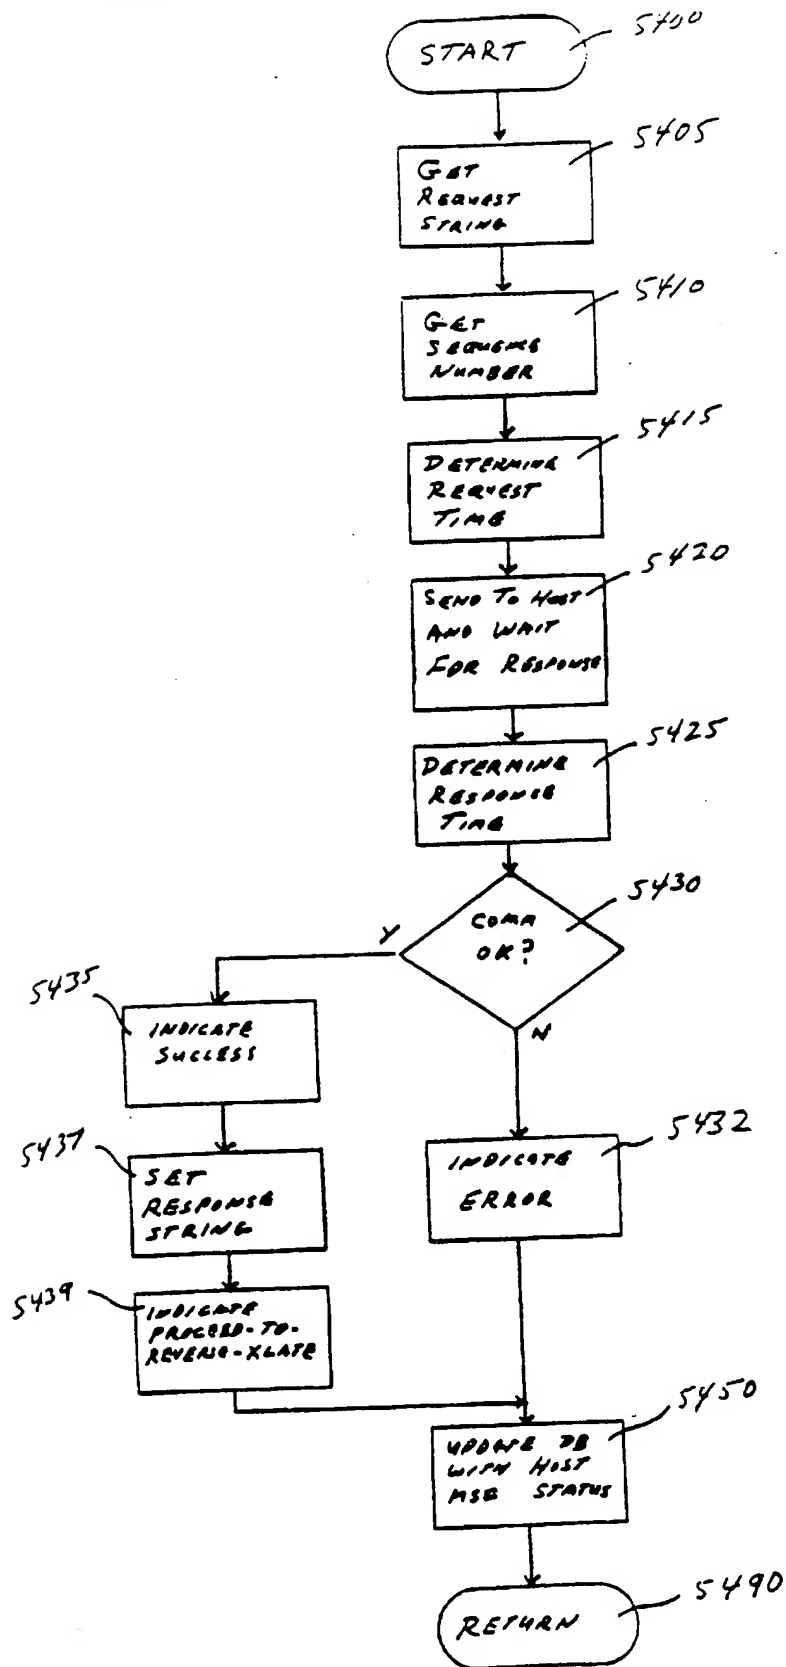 5400
START
5405
GET
REQUEST
STRING
5410
GET
SEQUENCE
NUMBER
5415
DETERMINE
REQUEST
TIME
5420
SEND TO HOST
AND WAIT
FOR RESPONSE
5425
DETERMINE
RESPONSE
TIME
5430
COMM
OK?
Y
N
5435
INDICATE
SUCCESS
5437
SET
RESPONSE
STRING
5432
INDICATE
ERROR
5439
INDICATE
PROCEED-TO-
REVERSE-XLATE
5450
UPDATE DB
WITH HOST
MSG STATUS
5490
RETURN